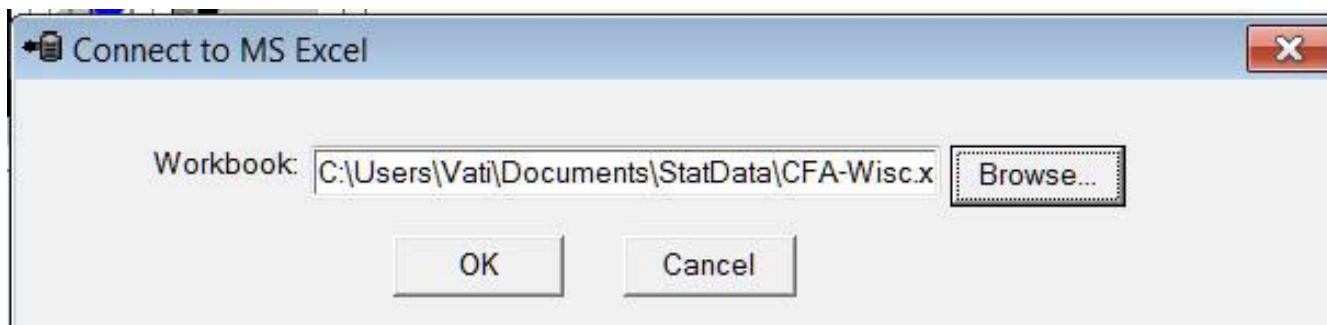 Connect to MS Excel
Workbook: C:\Users\Vati\Documents\StatData\CFA-Wisc.x Browse...
OK Cancel